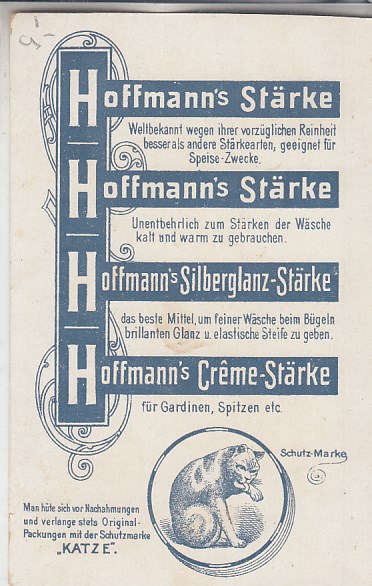 Hoffmann's Stärke
Weltbekannt wegen ihrer vorzüglichen Reinheit
besser als andere Stärkearten, geeignet für
Speise-Zwecke.
Hoffmann's Stärke
Unentbehrlich zum Stärken der Wäsche
kalt und warm zu gebrauchen.
Hoffmann's Silberglanz-Stärke
das beste Mittel, um feiner Wäsche beim Bügeln
brillanten Glanz u. elastische Steife zu geben.
Hoffmann's Crême-Stärke
für Gardinen, Spitzen etc.
Schutz-Marke
Man hüte sich vor Nachahmungen
und verlange stets Original-
Packungen mit der Schutzmarke
„KATZE".